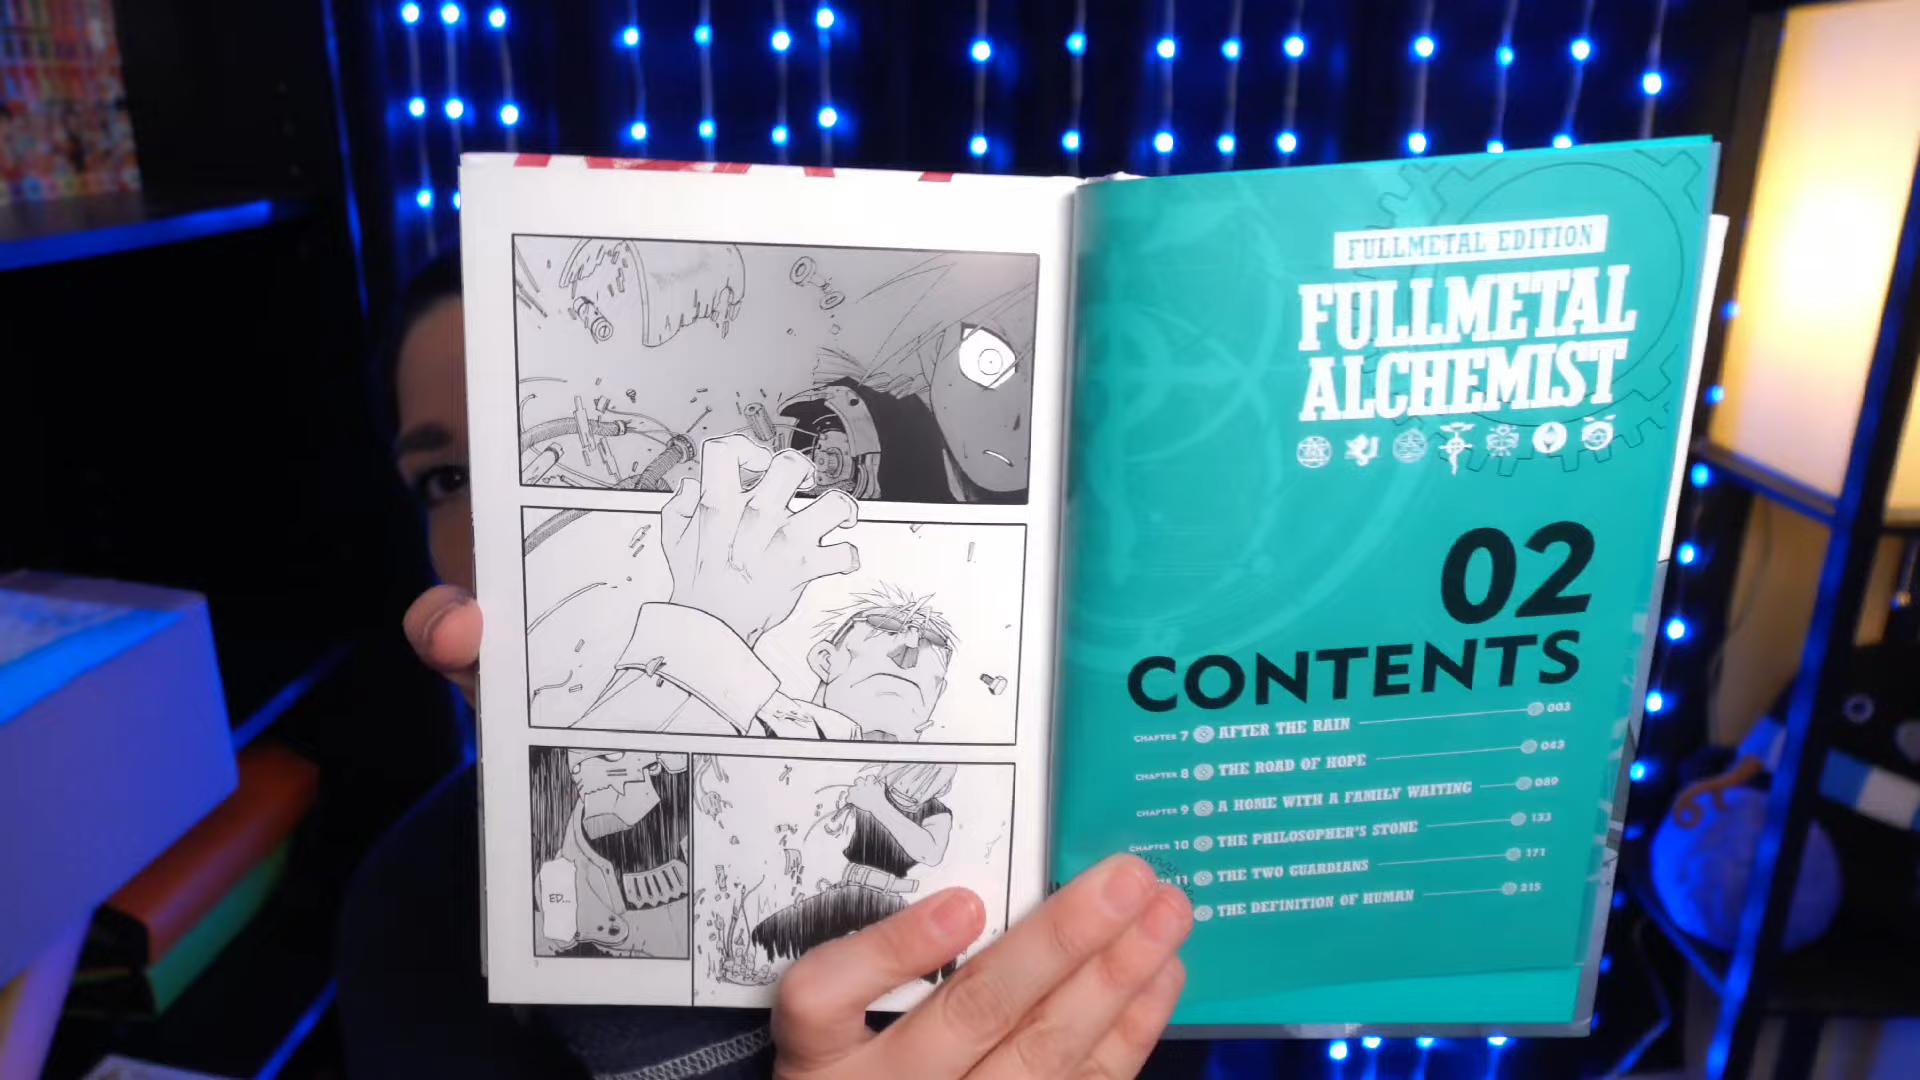 ED...
3
FULLMETAL EDITION
FULLMETAL
ALCHEMIST
02
CONTENTS
CHAPTER 7 AFTER THE RAIN 003
CHAPTER 8 THE ROAD OF HOPE 043
CHAPTER 9 A HOME WITH A FAMILY WAITING 089
CHAPTER 10 THE PHILOSOPHER'S STONE 133
11 THE TWO GUARDIANS 171
THE DEFINITION OF HUMAN 215